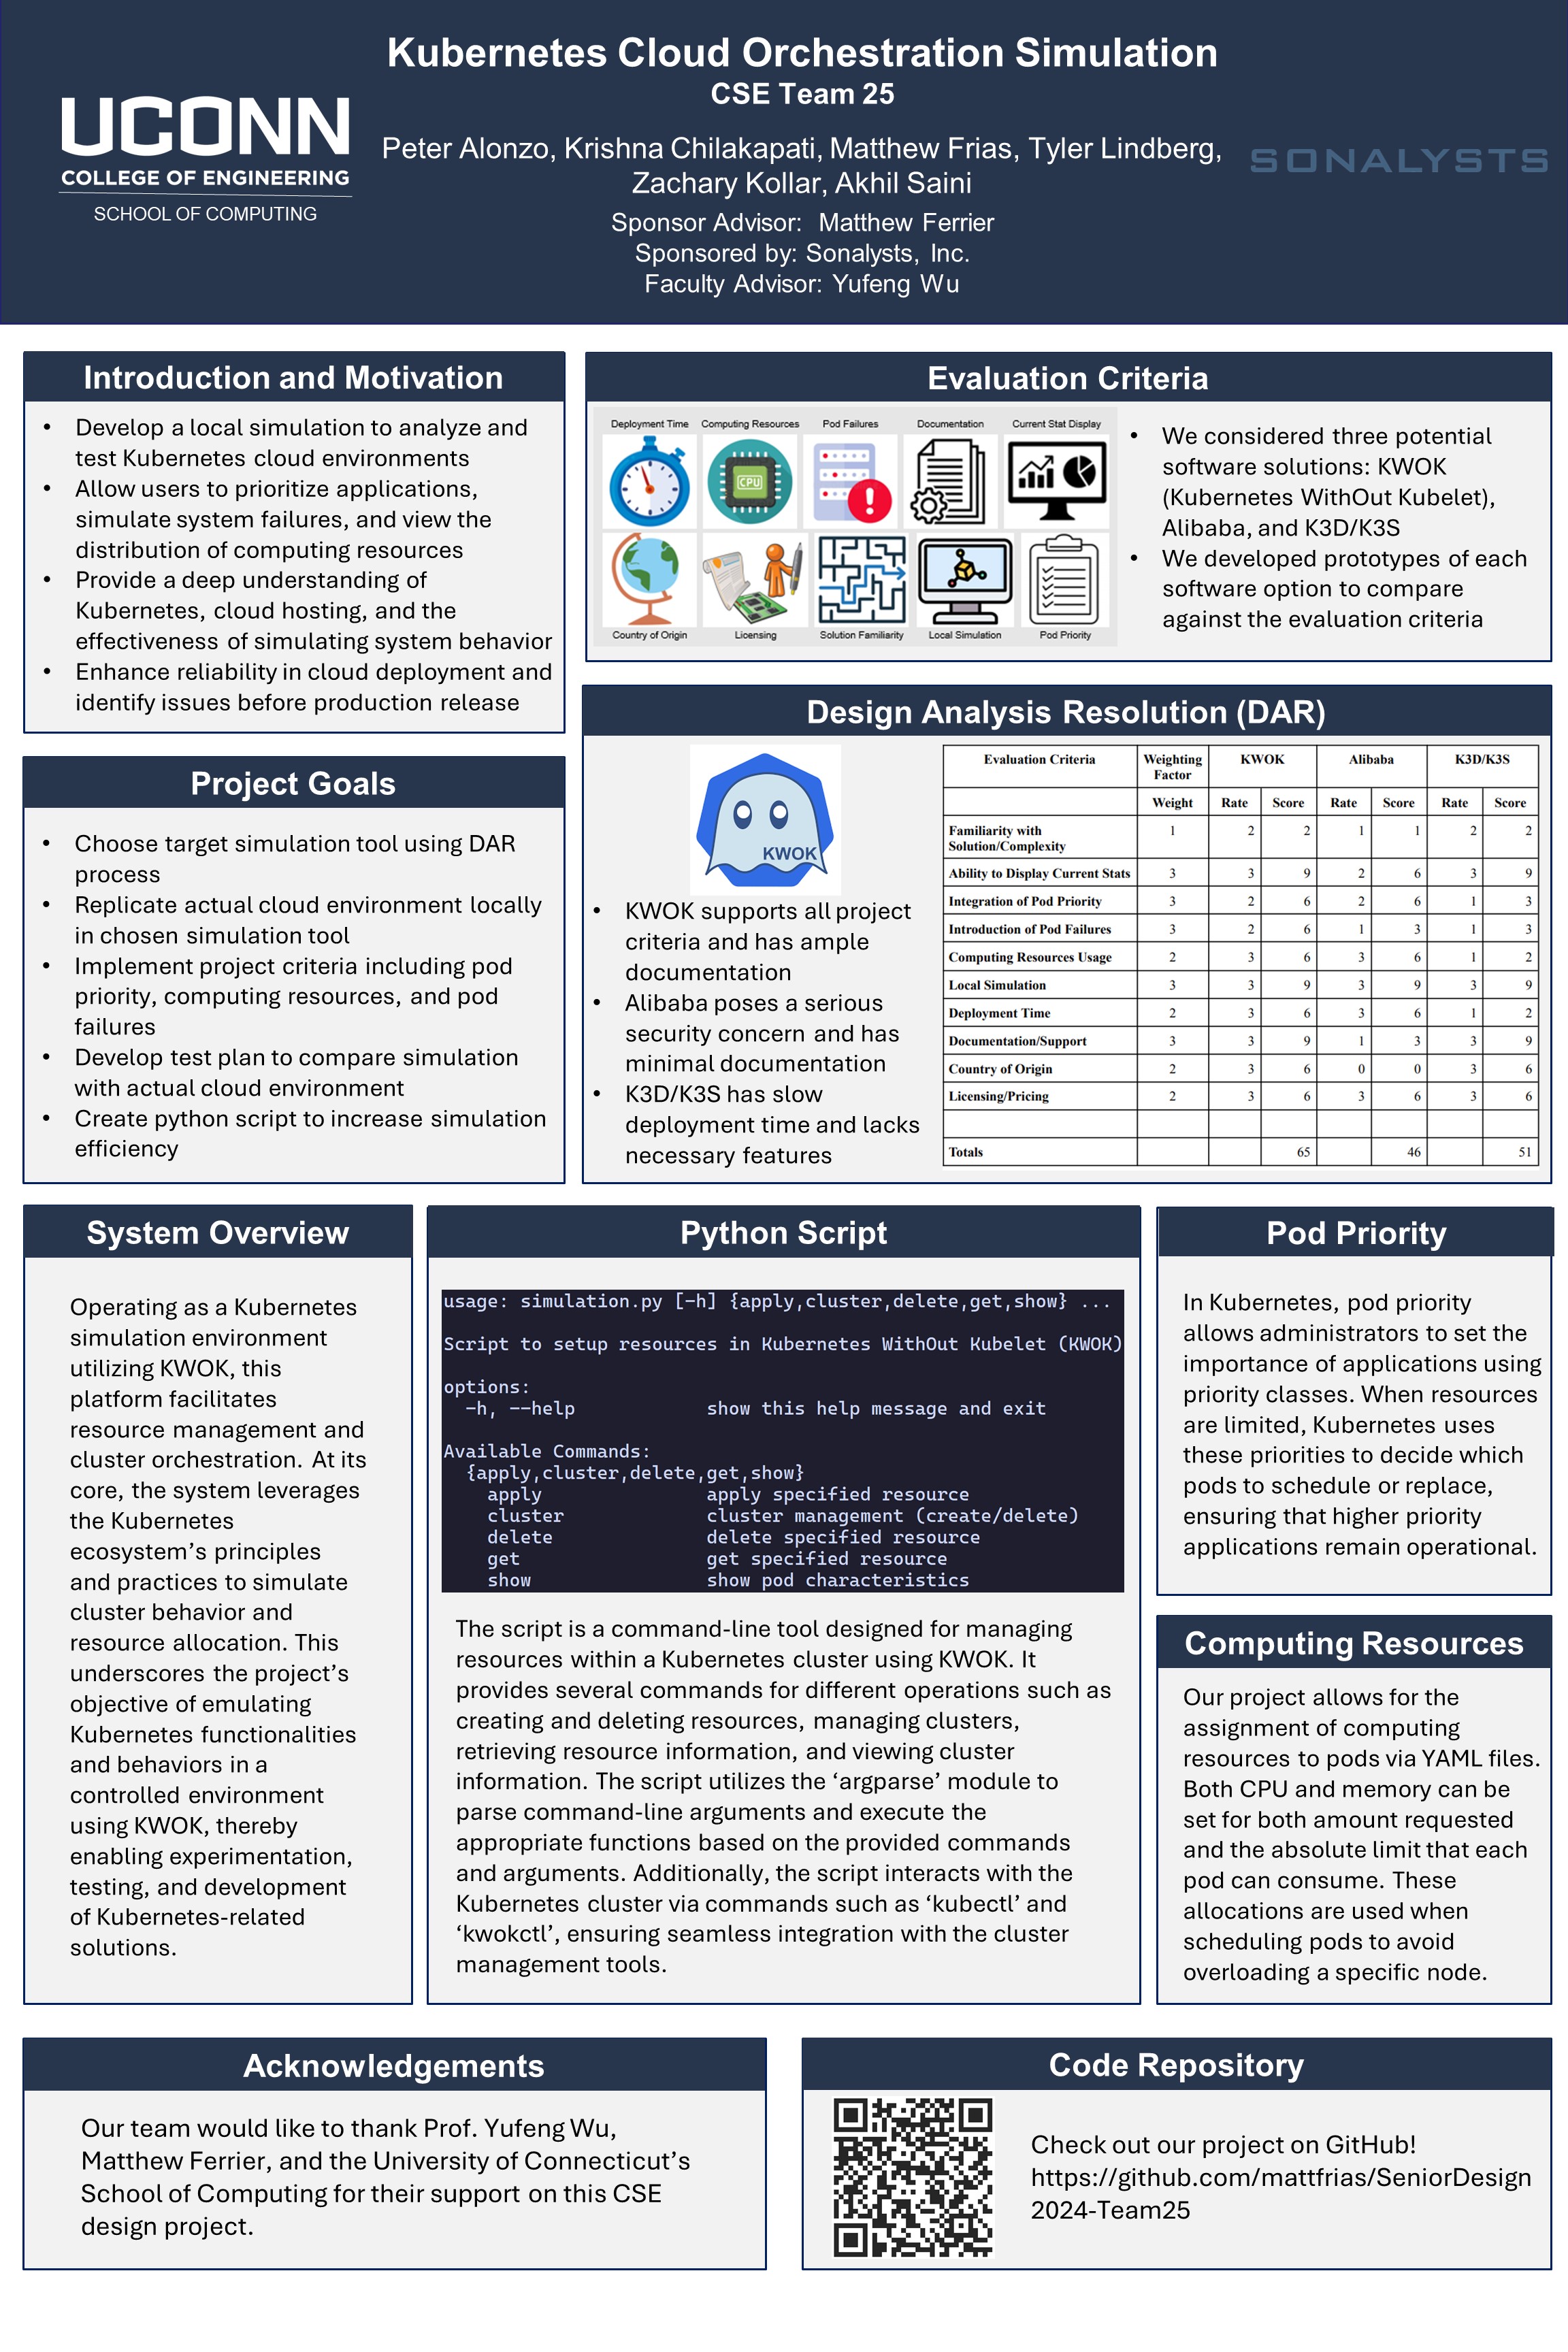 Kubernetes Cloud Orchestration Simulation
CSE Team 25
UCONN
COLLEGE OF ENGINEERING
SCHOOL OF COMPUTING
Peter Alonzo, Krishna Chilakapati, Matthew Frias, Tyler Lindberg,
Zachary Kollar, Akhil Saini
Sponsor Advisor: Matthew Ferrier
Sponsored by: Sonalysts, Inc.
Faculty Advisor: Yufeng Wu
SONALYSTS
Introduction and Motivation
• Develop a local simulation to analyze and
test Kubernetes cloud environments
• Allow users to prioritize applications,
simulate system failures, and view the
distribution of computing resources
• Provide a deep understanding of
Kubernetes, cloud hosting, and the
effectiveness of simulating system behavior
• Enhance reliability in cloud deployment and
identify issues before production release
Evaluation Criteria
Deployment Time Computing Resources Pod Failures Documentation Current Stat Display
CPU
Country of Origin Licensing Solution Familiarity Local Simulation Pod Priority
• We considered three potential
software solutions: KWOK
(Kubernetes WithOut Kubelet),
Alibaba, and K3D/K3S
• We developed prototypes of each
software option to compare
against the evaluation criteria
Project Goals
• Choose target simulation tool using DAR
process
• Replicate actual cloud environment locally
in chosen simulation tool
• Implement project criteria including pod
priority, computing resources, and pod
failures
• Develop test plan to compare simulation
with actual cloud environment
• Create python script to increase simulation
efficiency
Design Analysis Resolution (DAR)
KWOK
• KWOK supports all project
criteria and has ample
documentation
• Alibaba poses a serious
security concern and has
minimal documentation
• K3D/K3S has slow
deployment time and lacks
necessary features
Evaluation Criteria Weighting Factor KWOK Alibaba K3D/K3S
Weight Rate Score Rate Score Rate Score
Familiarity with Solution/Complexity 1 2 2 1 1 2 2
Ability to Display Current Stats 3 3 9 2 6 3 9
Integration of Pod Priority 3 2 6 2 6 1 3
Introduction of Pod Failures 3 2 6 1 3 1 3
Computing Resources Usage 2 3 6 3 6 1 2
Local Simulation 3 3 9 3 9 3 9
Deployment Time 2 3 6 3 6 1 2
Documentation/Support 3 3 9 1 3 3 9
Country of Origin 2 3 6 0 0 3 6
Licensing/Pricing 2 3 6 3 6 3 6
Totals 65 46 51
System Overview
Operating as a Kubernetes
simulation environment
utilizing KWOK, this
platform facilitates
resource management and
cluster orchestration. At its
core, the system leverages
the Kubernetes
ecosystem’s principles
and practices to simulate
cluster behavior and
resource allocation. This
underscores the project’s
objective of emulating
Kubernetes functionalities
and behaviors in a
controlled environment
using KWOK, thereby
enabling experimentation,
testing, and development
of Kubernetes-related
solutions.
Python Script
usage: simulation.py [-h] {apply,cluster,delete,get,show} ...
Script to setup resources in Kubernetes WithOut Kubelet (KWOK)
options:
-h, --help show this help message and exit
Available Commands:
{apply,cluster,delete,get,show}
apply apply specified resource
cluster cluster management (create/delete)
delete delete specified resource
get get specified resource
show show pod characteristics
The script is a command-line tool designed for managing
resources within a Kubernetes cluster using KWOK. It
provides several commands for different operations such as
creating and deleting resources, managing clusters,
retrieving resource information, and viewing cluster
information. The script utilizes the ‘argparse’ module to
parse command-line arguments and execute the
appropriate functions based on the provided commands
and arguments. Additionally, the script interacts with the
Kubernetes cluster via commands such as ‘kubectl’ and
‘kwokctl’, ensuring seamless integration with the cluster
management tools.
Pod Priority
In Kubernetes, pod priority
allows administrators to set the
importance of applications using
priority classes. When resources
are limited, Kubernetes uses
these priorities to decide which
pods to schedule or replace,
ensuring that higher priority
applications remain operational.
Computing Resources
Our project allows for the
assignment of computing
resources to pods via YAML files.
Both CPU and memory can be
set for both amount requested
and the absolute limit that each
pod can consume. These
allocations are used when
scheduling pods to avoid
overloading a specific node.
Acknowledgements
Our team would like to thank Prof. Yufeng Wu,
Matthew Ferrier, and the University of Connecticut’s
School of Computing for their support on this CSE
design project.
Code Repository
Check out our project on GitHub!
https://github.com/mattfrias/SeniorDesign
2024-Team25